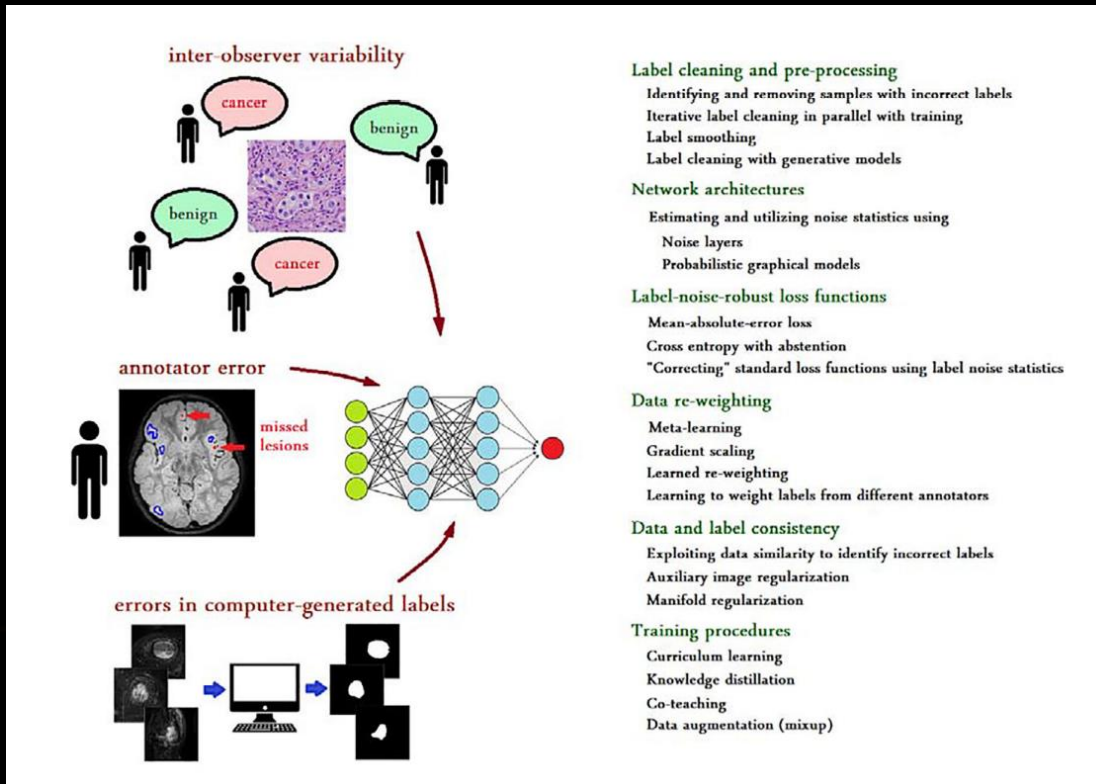 inter-observer variability
cancer
benign
benign
cancer
annotator error
missed
lesions
errors in computer-generated labels
Label cleaning and pre-processing
Identifying and removing samples with incorrect labels
Iterative label cleaning in parallel with training
Label smoothing
Label cleaning with generative models
Network architectures
Estimating and utilizing noise statistics using
Noise layers
Probabilistic graphical models
Label-noise-robust loss functions
Mean-absolute-error loss
Cross entropy with abstention
"Correcting" standard loss functions using label noise statistics
Data re-weighting
Meta-learning
Gradient scaling
Learned re-weighting
Learning to weight labels from different annotators
Data and label consistency
Exploiting data similarity to identify incorrect labels
Auxiliary image regularization
Manifold regularization
Training procedures
Curriculum learning
Knowledge distillation
Co-teaching
Data augmentation (mixup)